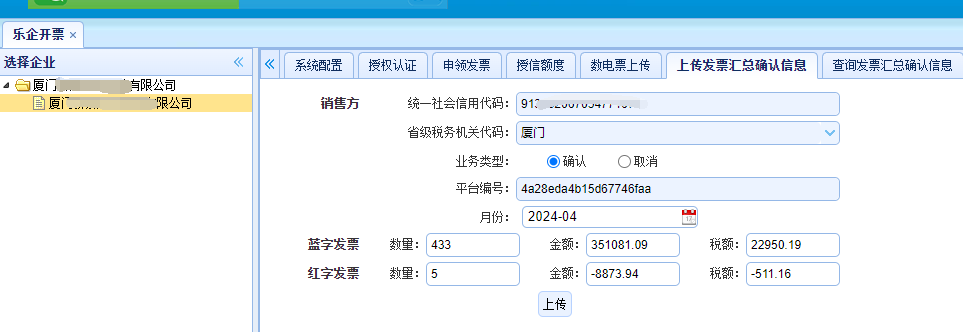 乐企开票
选择企业
厦门 有限公司
厦门 有限公司
系统配置 授权认证 申领发票 授信额度 数电票上传 上传发票汇总确认信息 查询发票汇总确认信息
销售方 统一社会信用代码：
省级税务机关代码： 厦门
业务类型： 确认 取消
平台编号： 4a28eda4b15d67746faa
月份： 2024-04
蓝字发票 数量： 433 金额： 351081.09 税额： 22950.19
红字发票 数量： 5 金额： -8873.94 税额： -511.16
上传